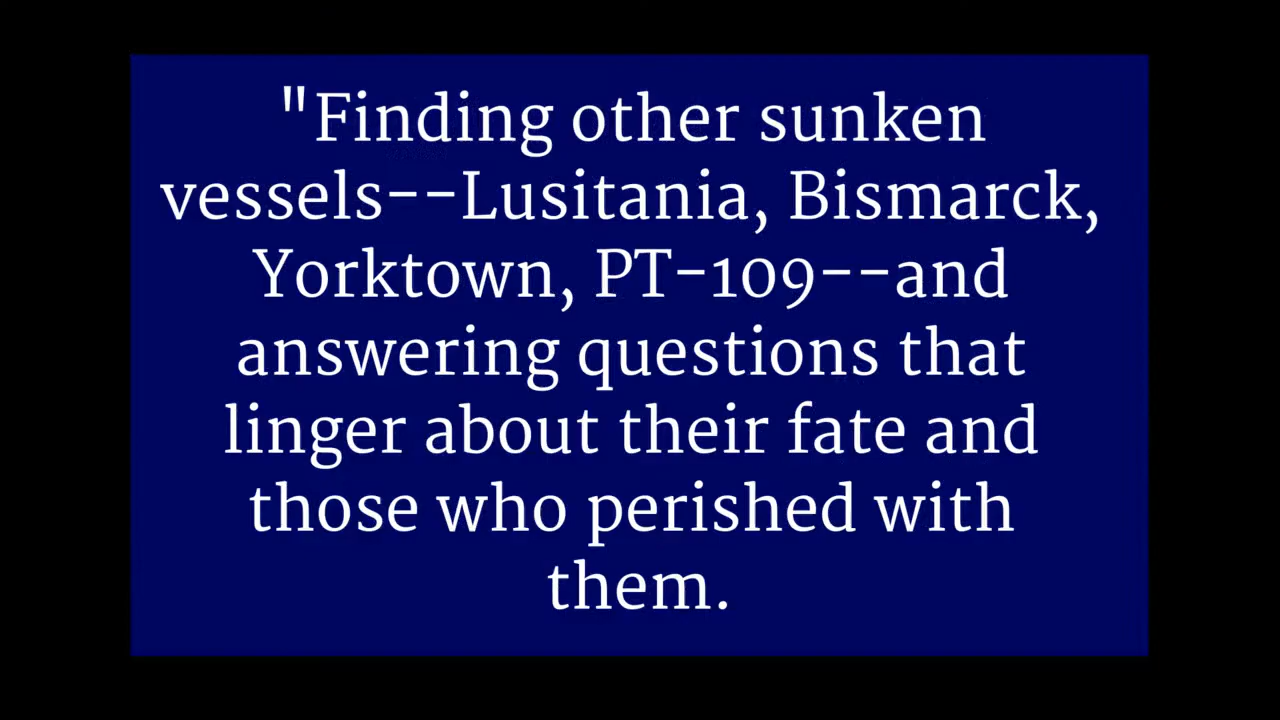 "Finding other sunken
vessels--Lusitania, Bismarck,
Yorktown, PT-109--and
answering questions that
linger about their fate and
those who perished with
them.